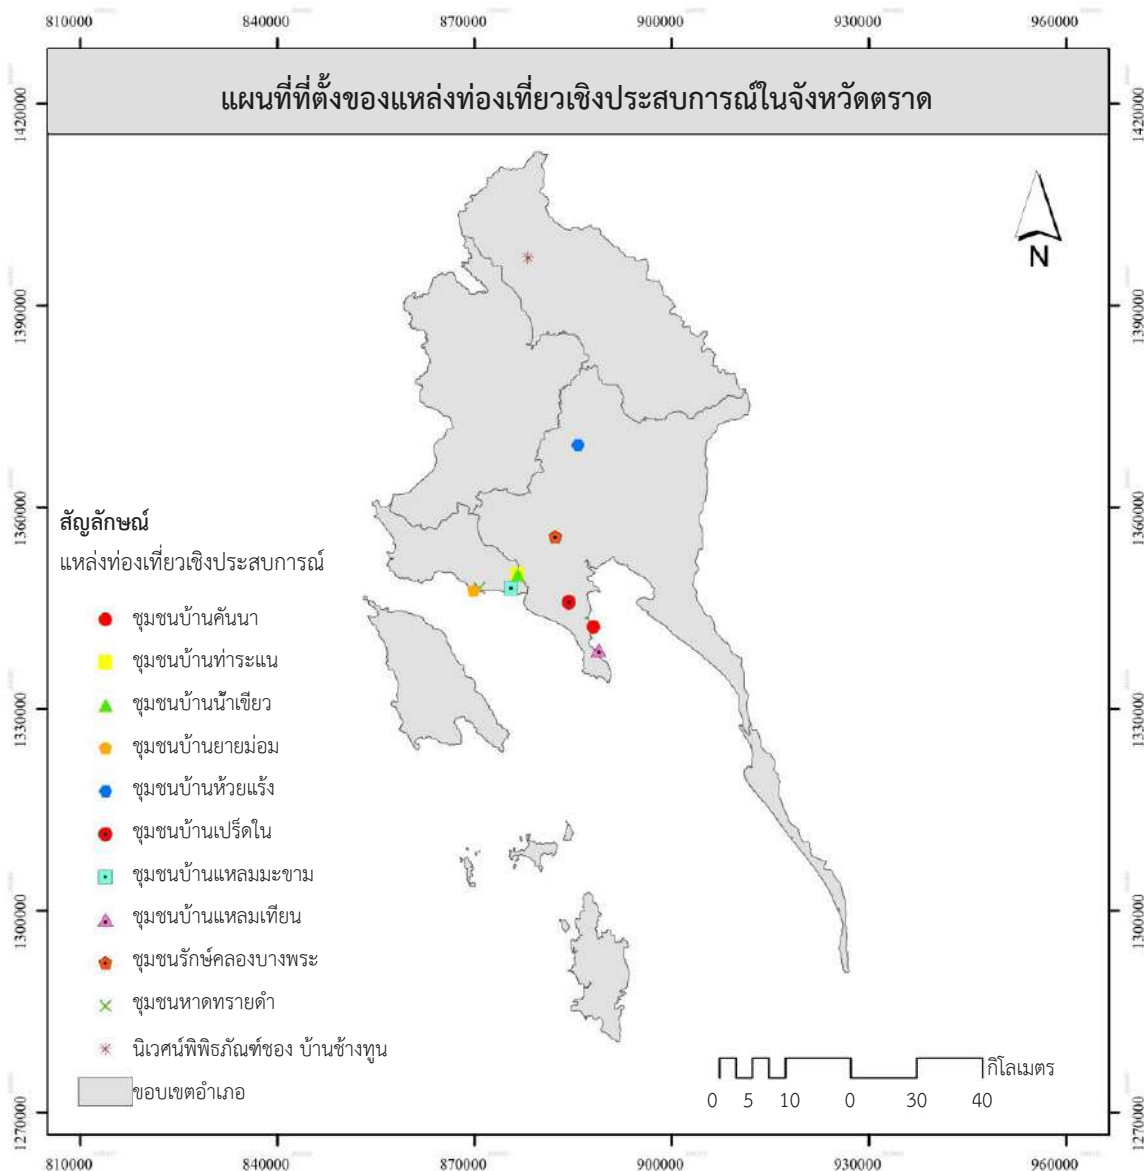 810000 840000 870000 900000 930000 960000
แผนที่ที่ตั้งของแหล่งท่องเที่ยวเชิงประสบการณ์ในจังหวัดตราด
1420000 1420000
N
1390000 1390000
1360000 1360000
สัญลักษณ์
แหล่งท่องเที่ยวเชิงประสบการณ์
ชุมชนบ้านคันนา
ชุมชนบ้านท่าระแน
ชุมชนบ้านน้ำเชียว
1330000 1330000
ชุมชนบ้านยายม่อม
ชุมชนบ้านห้วยแร้ง
ชุมชนบ้านเปร็ดใน
ชุมชนบ้านแหลมมะขาม
ชุมชนบ้านแหลมเทียน
1300000 1300000
ชุมชนรักษ์คลองบางพระ
ชุมชนหาดทรายดำ
นิเวศน์พิพิธภัณฑ์ชอง บ้านช้างทูน
ขอบเขตอำเภอ
กิโลเมตร
0 5 10 0 30 40
1270000 1270000
810000 840000 870000 900000 930000 960000